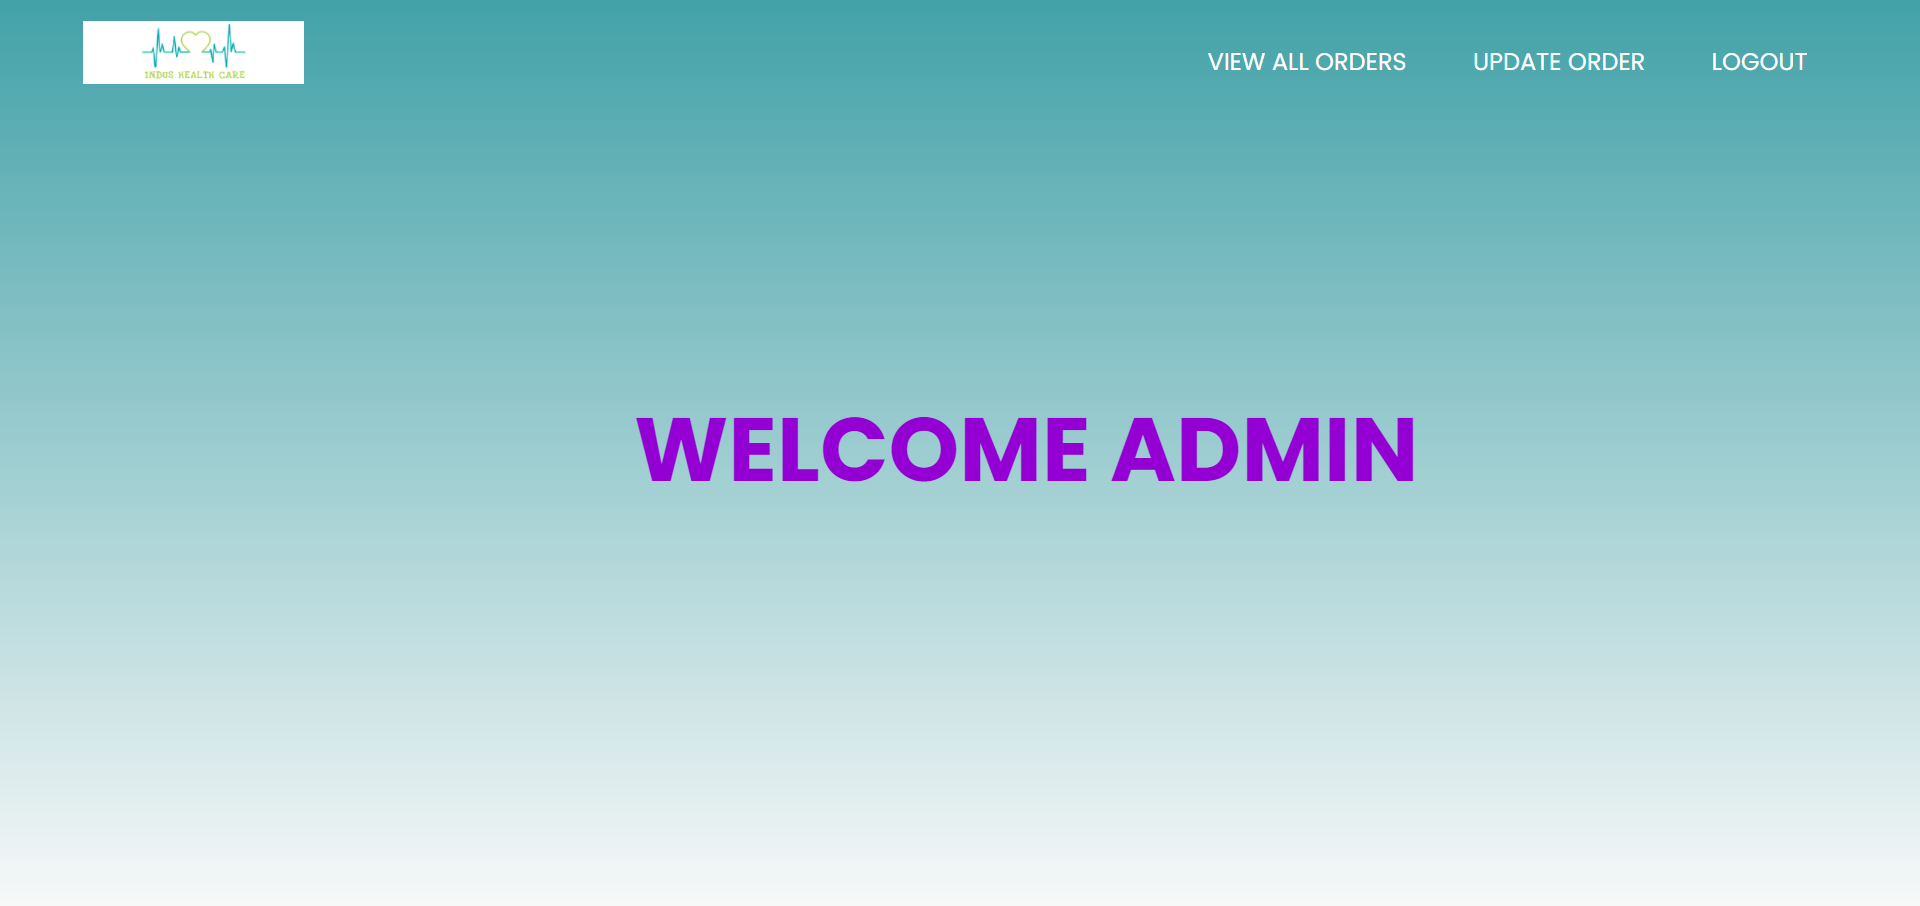 INDUS HEALTH CARE
VIEW ALL ORDERS UPDATE ORDER LOGOUT
WELCOME ADMIN